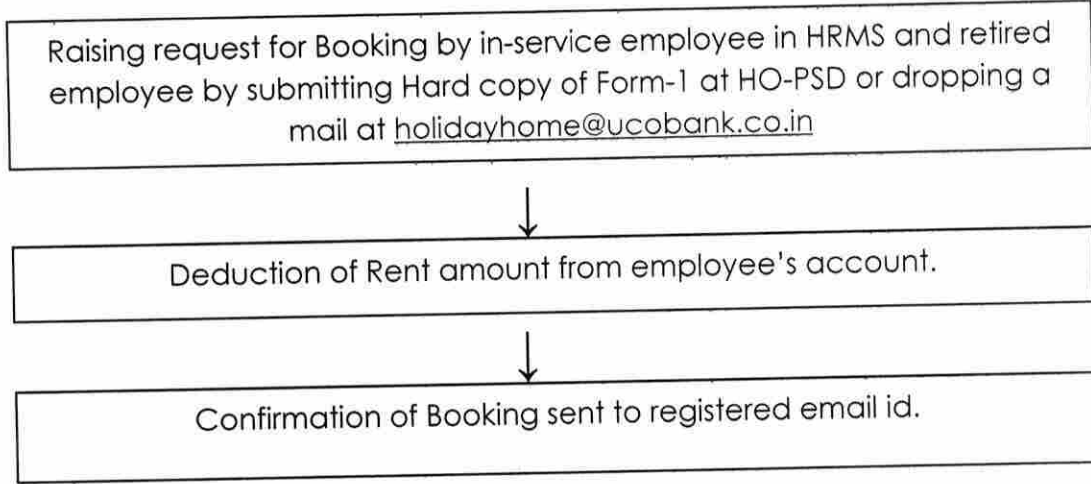 Raising request for Booking by in-service employee in HRMS and retired
employee by submitting Hard copy of Form-1 at HO-PSD or dropping a
mail at holidayhome@ucobank.co.in
↓
Deduction of Rent amount from employee's account.
↓
Confirmation of Booking sent to registered email id.